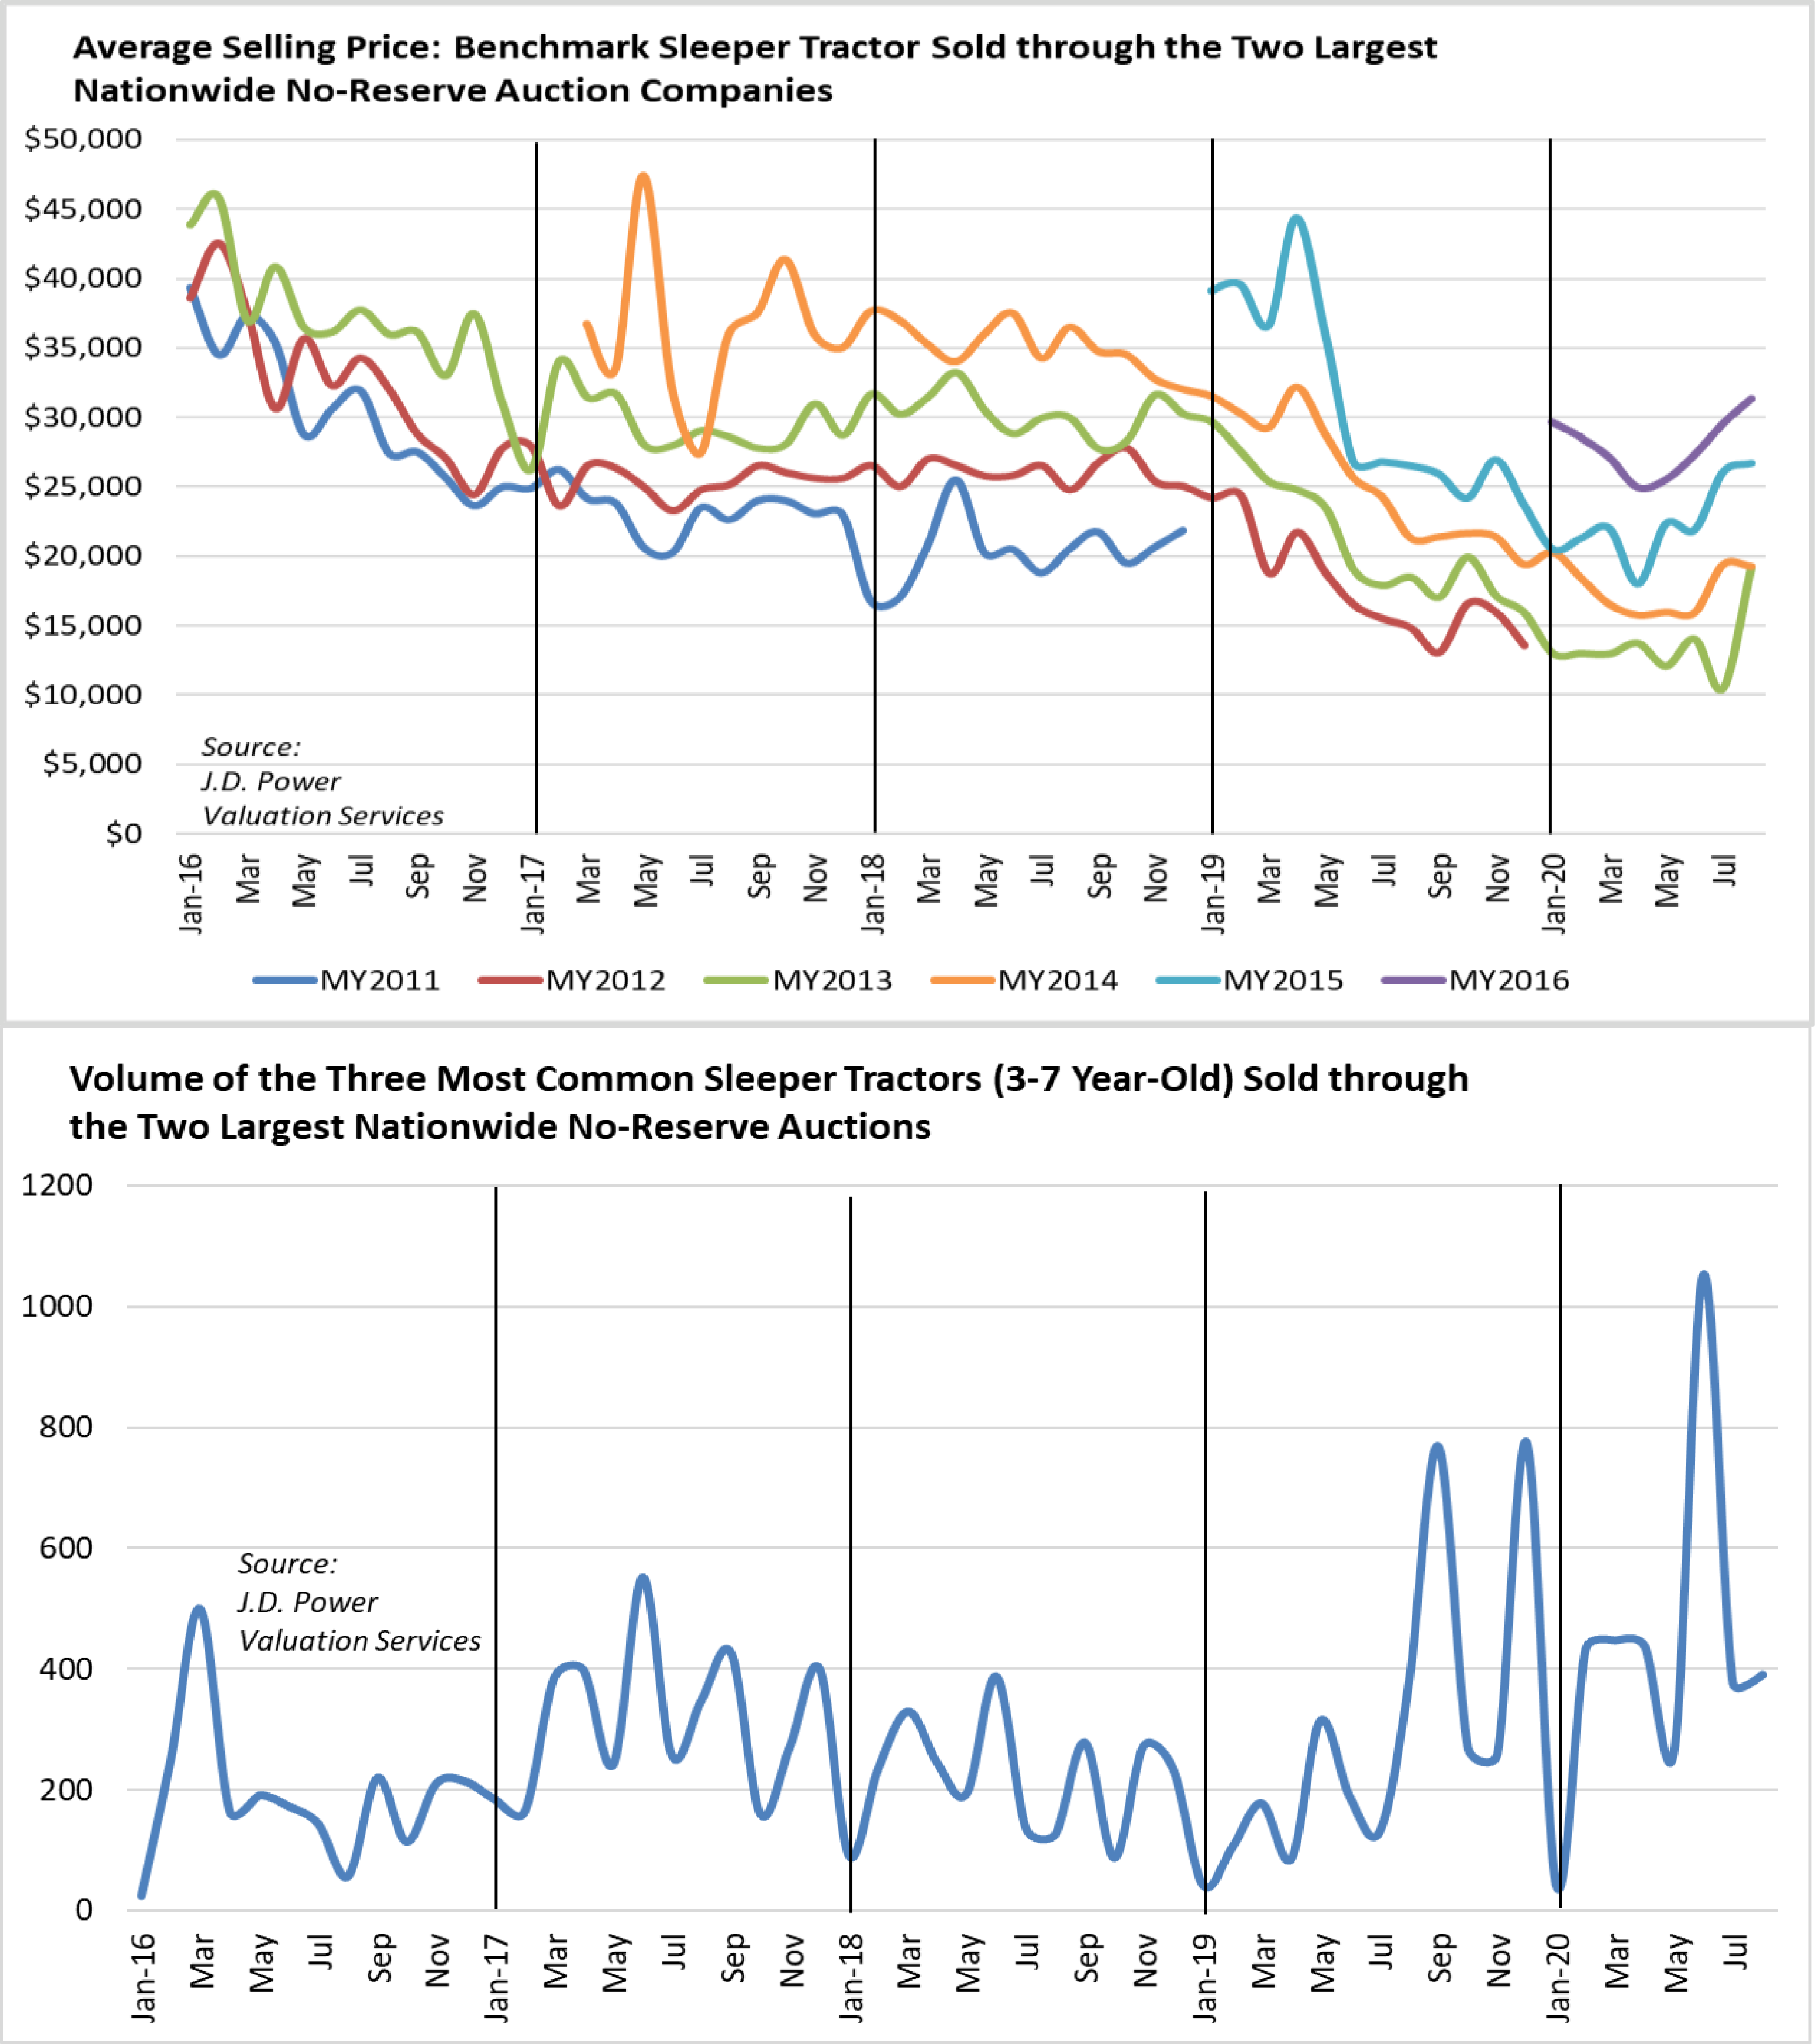 Average Selling Price: Benchmark Sleeper Tractor Sold through the Two Largest
Nationwide No-Reserve Auction Companies
$50,000
$45,000
$40,000
$35,000
$30,000
$25,000
$20,000
$15,000
$10,000
$5,000
$0
Source:
J.D. Power
Valuation Services
Jan-16 Mar May Jul Sep Nov Jan-17 Mar May Jul Sep Nov Jan-18 Mar May Jul Sep Nov Jan-19 Mar May Jul Sep Nov Jan-20 Mar May Jul
MY2011 MY2012 MY2013 MY2014 MY2015 MY2016
Volume of the Three Most Common Sleeper Tractors (3-7 Year-Old) Sold through
the Two Largest Nationwide No-Reserve Auctions
1200
1000
800
600
400
200
0
Source:
J.D. Power
Valuation Services
Jan-16 Mar May Jul Sep Nov Jan-17 Mar May Jul Sep Nov Jan-18 Mar May Jul Sep Nov Jan-19 Mar May Jul Sep Nov Jan-20 Mar May Jul